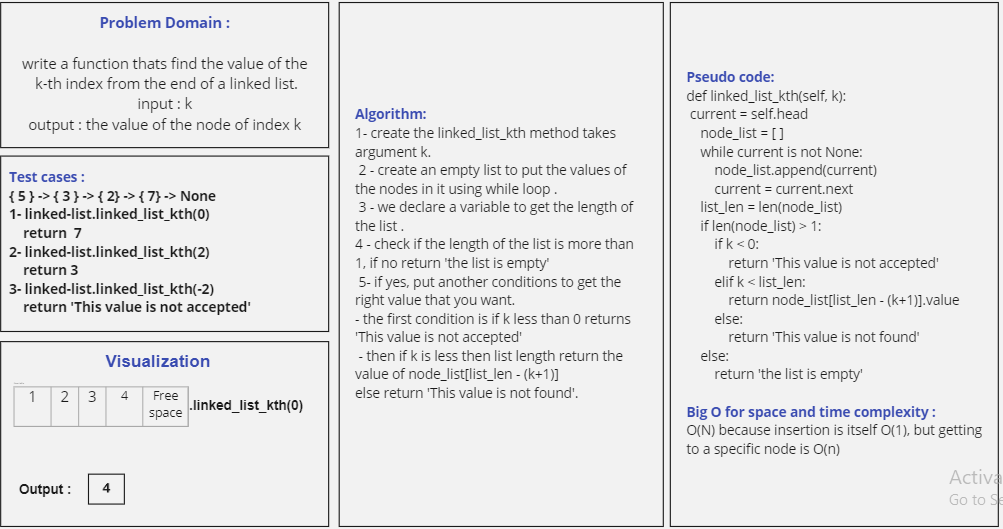 Problem Domain :
write a function thats find the value of the
k-th index from the end of a linked list.
input : k
output : the value of the node of index k
Test cases :
{ 5 } -> { 3 } -> { 2} -> { 7} -> None
1- linked-list.linked_list_kth(0)
return 7
2- linked-list.linked_list_kth(2)
return 3
3- linked-list.linked_list_kth(-2)
return 'This value is not accepted'
Visualization
1 2 3 4 Free
space
.linked_list_kth(0)
Output : 4
Algorithm:
1- create the linked_list_kth method takes
argument k.
2 - create an empty list to put the values of
the nodes in it using while loop .
3 - we declare a variable to get the length of
the list .
4 - check if the length of the list is more than
1, if no return 'the list is empty'
5- if yes, put another conditions to get the
right value that you want.
- the first condition is if k less than 0 returns
'This value is not accepted'
- then if k is less then list length return the
value of node_list[list_len - (k+1)]
else return 'This value is not found'.
Pseudo code:
def linked_list_kth(self, k):
current = self.head
node_list = [ ]
while current is not None:
node_list.append(current)
current = current.next
list_len = len(node_list)
if len(node_list) > 1:
if k < 0:
return 'This value is not accepted'
elif k < list_len:
return node_list[list_len - (k+1)].value
else:
return 'This value is not found'
else:
return 'the list is empty'
Big O for space and time complexity :
O(N) because insertion is itself O(1), but getting
to a specific node is O(n)
Activa
Go to Se